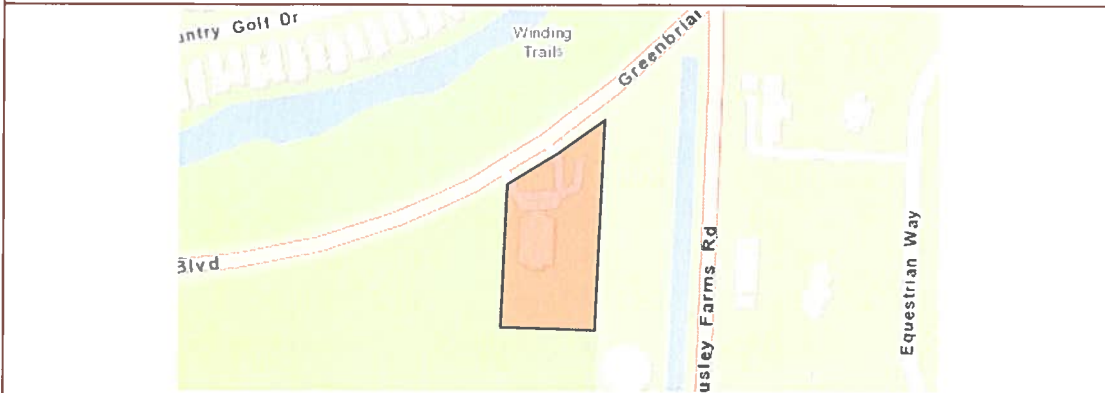 untry Golf Dr
Winding
Trails
Greenbriar
Blvd
usley Farms Rd
Equestrian Way